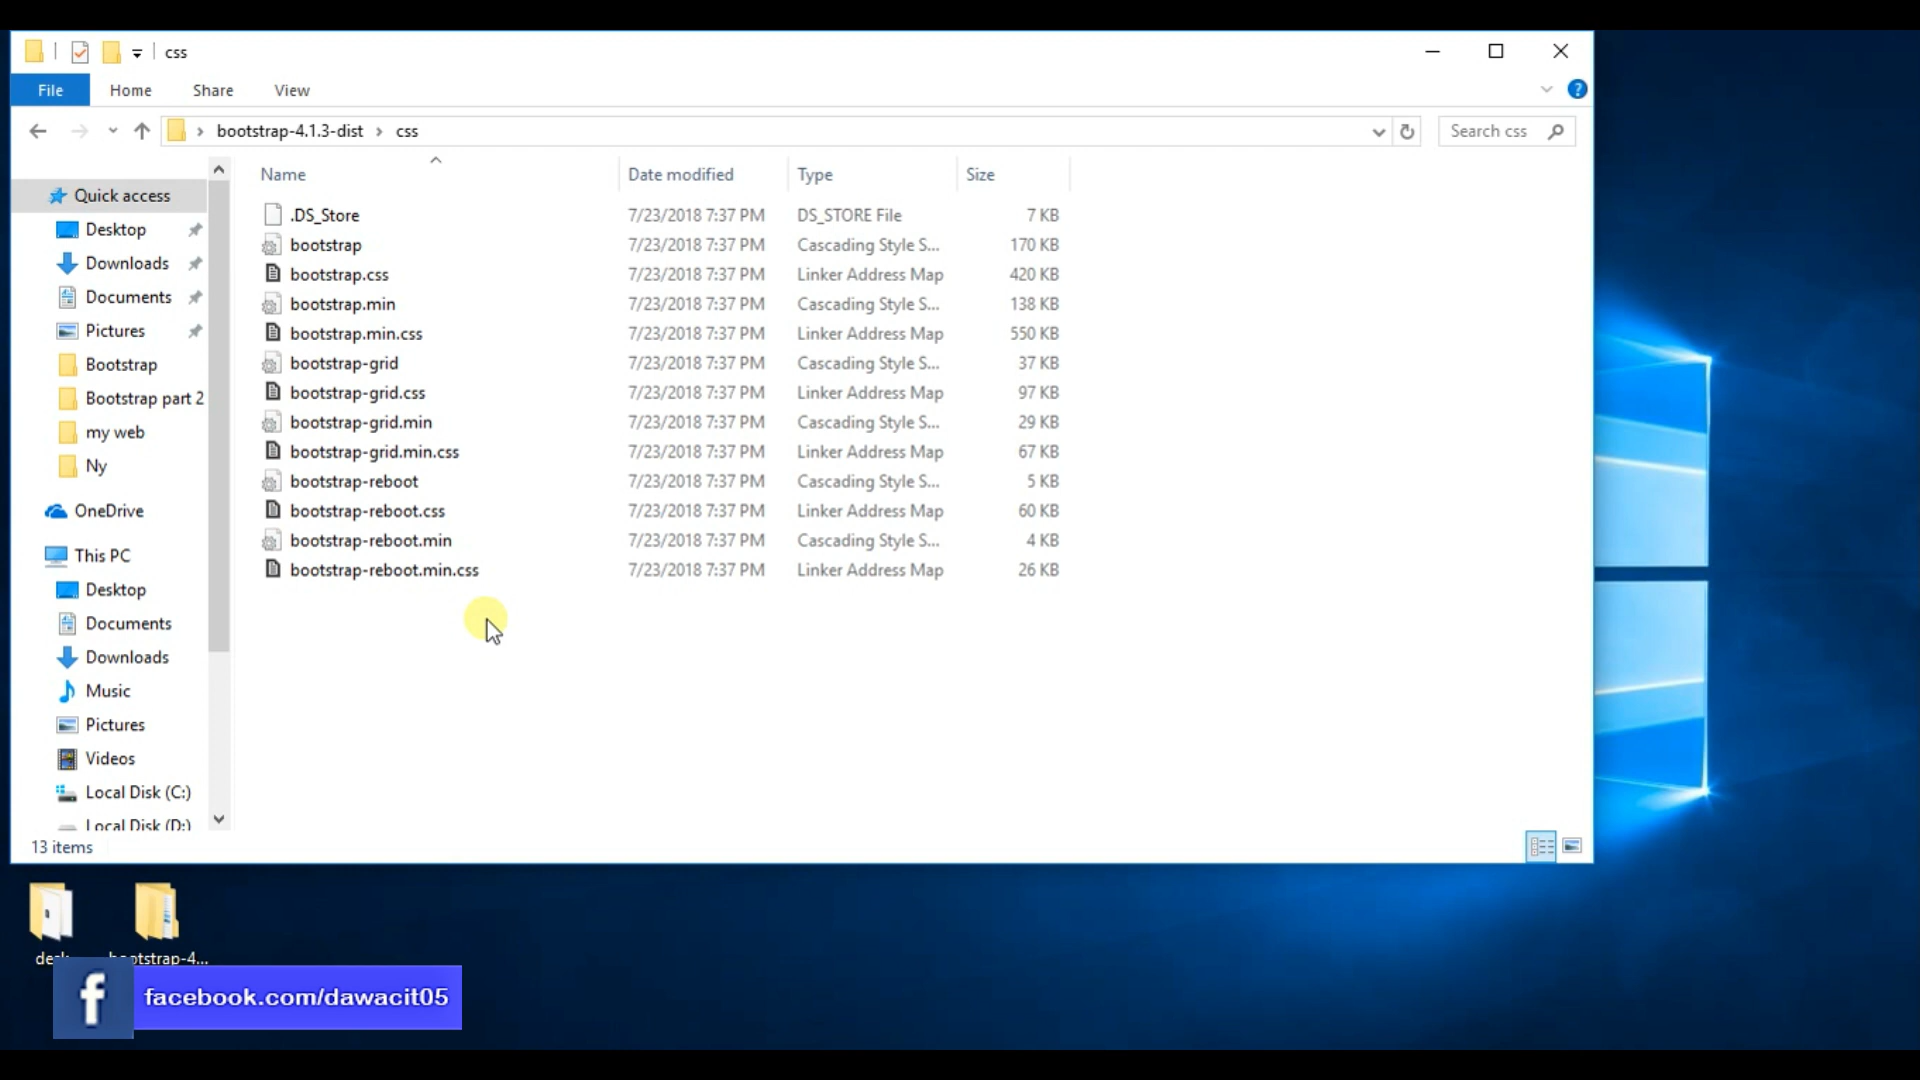 css
File Home Share View
bootstrap-4.1.3-dist css
Search css
Name Date modified Type Size
Quick access
Desktop
Downloads
Documents
Pictures
Bootstrap
Bootstrap part 2
my web
Ny
OneDrive
This PC
Desktop
Documents
Downloads
Music
Pictures
Videos
Local Disk (C:)
Local Disk (D:)
.DS_Store 7/23/2018 7:37 PM DS_STORE File 7 KB
bootstrap 7/23/2018 7:37 PM Cascading Style S... 170 KB
bootstrap.css 7/23/2018 7:37 PM Linker Address Map 420 KB
bootstrap.min 7/23/2018 7:37 PM Cascading Style S... 138 KB
bootstrap.min.css 7/23/2018 7:37 PM Linker Address Map 550 KB
bootstrap-grid 7/23/2018 7:37 PM Cascading Style S... 37 KB
bootstrap-grid.css 7/23/2018 7:37 PM Linker Address Map 97 KB
bootstrap-grid.min 7/23/2018 7:37 PM Cascading Style S... 29 KB
bootstrap-grid.min.css 7/23/2018 7:37 PM Linker Address Map 67 KB
bootstrap-reboot 7/23/2018 7:37 PM Cascading Style S... 5 KB
bootstrap-reboot.css 7/23/2018 7:37 PM Linker Address Map 60 KB
bootstrap-reboot.min 7/23/2018 7:37 PM Cascading Style S... 4 KB
bootstrap-reboot.min.css 7/23/2018 7:37 PM Linker Address Map 26 KB
13 items
bootstrap-4...
f facebook.com/dawacit05